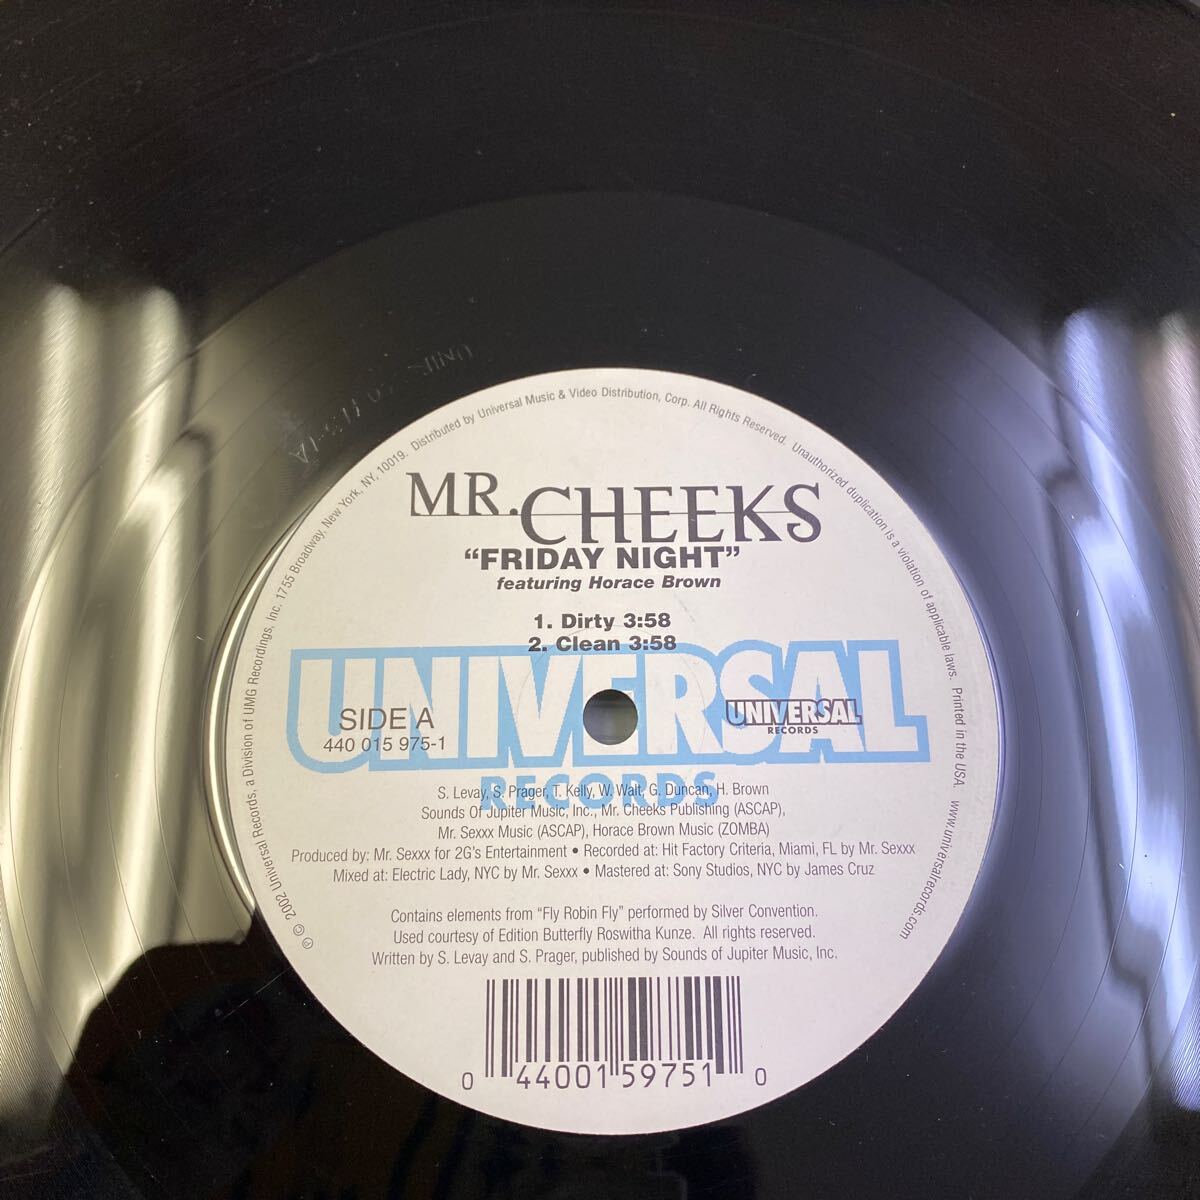 MR. CHEEKS
"FRIDAY NIGHT"
featuring Horace Brown
1. Dirty 3:58
2. Clean 3:58
UNIVERSAL
RECORDS
SIDE A
440 015 975-1
UNIVERSAL
RECORDS
S. Levay, S. Prager, T. Kelly, W. Walt, G. Duncan, H. Brown
Sounds Of Jupiter Music, Inc., Mr. Cheeks Publishing (ASCAP),
Mr. Sexxx Music (ASCAP), Horace Brown Music (ZOMBA)
Produced by: Mr. Sexxx for 2G's Entertainment • Recorded at: Hit Factory Criteria, Miami, FL by Mr. Sexxx
Mixed at: Electric Lady, NYC by Mr. Sexxx • Mastered at: Sony Studios, NYC by James Cruz
Contains elements from "Fly Robin Fly" performed by Silver Convention.
Used courtesy of Edition Butterfly Roswitha Kunze. All rights reserved.
Written by S. Levay and S. Prager, published by Sounds of Jupiter Music, Inc.
0 44001 59751 0
℗ © 2002 Universal Records, a Division of UMG Recordings, Inc. 1755 Broadway, New York, NY, 10019. Distributed by Universal Music & Video Distribution, Corp. All Rights Reserved. Unauthorized duplication is a violation of applicable laws. Printed in the USA. www.universalrecords.com